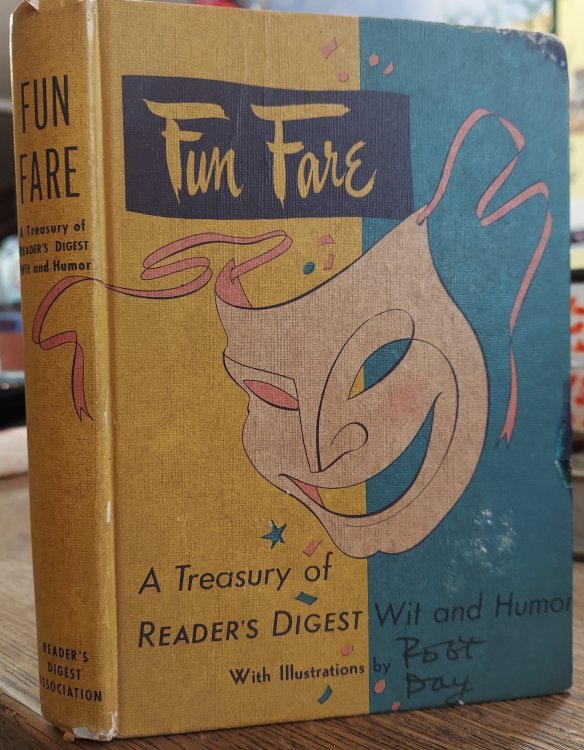 FUN
FARE
A Treasury of
READER'S DIGEST
Wit and Humor
READER'S
DIGEST
ASSOCIATION
Fun Fare
A Treasury of
READER'S DIGEST Wit and Humor
With Illustrations by Robt
Day